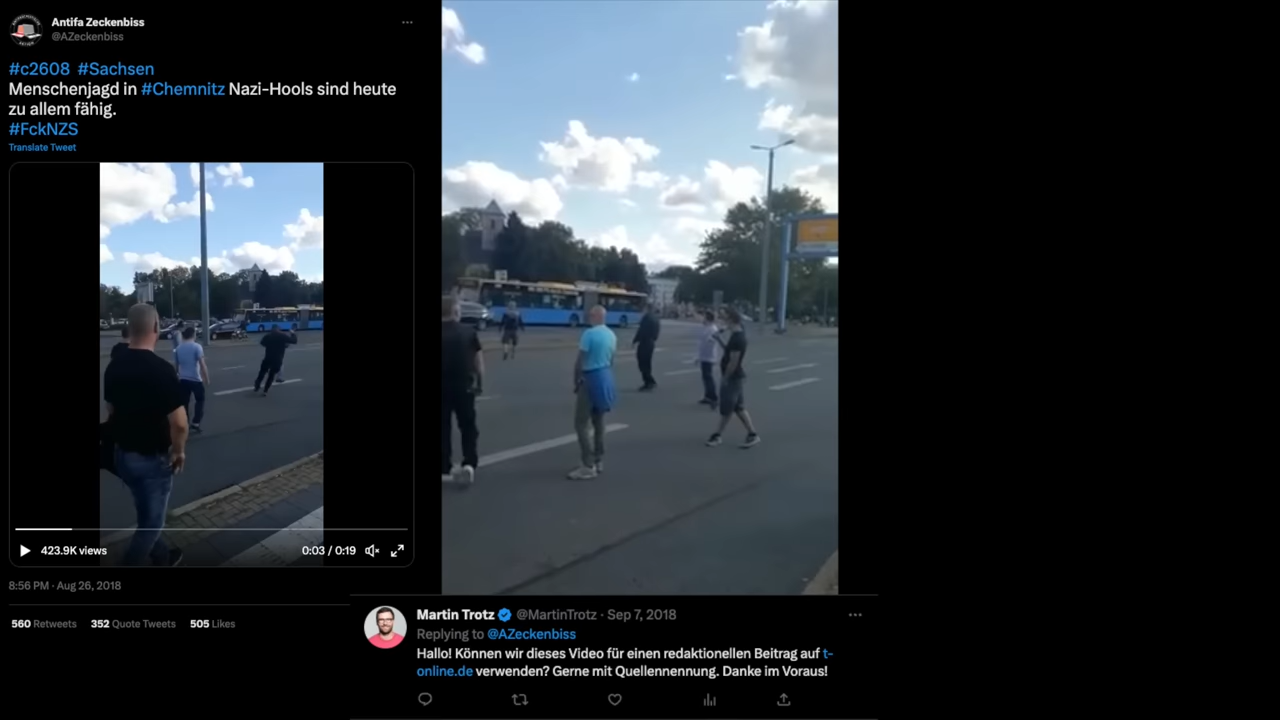 Antifa Zeckenbiss
@AZeckenbiss
#c2608 #Sachsen
Menschenjagd in #Chemnitz Nazi-Hools sind heute
zu allem fähig.
#FckNZS
Translate Tweet
423.9K views
0:03 / 0:19
8:56 PM · Aug 26, 2018
560 Retweets 352 Quote Tweets 505 Likes
Martin Trotz @MartinTrotz · Sep 7, 2018
Replying to @AZeckenbiss
Hallo! Können wir dieses Video für einen redaktionellen Beitrag auf t-
online.de verwenden? Gerne mit Quellennennung. Danke im Voraus!